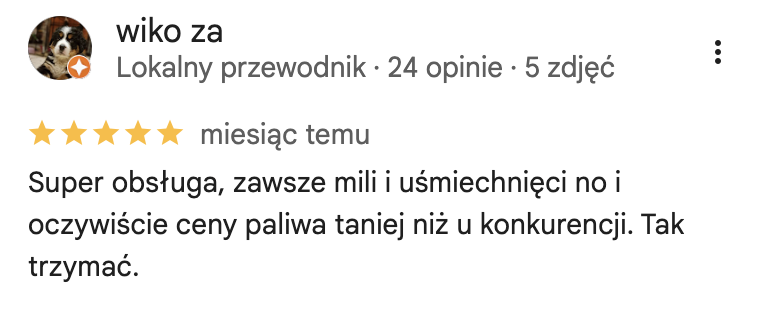 wiko za
Lokalny przewodnik · 24 opinie · 5 zdjęć
miesiąc temu
Super obsługa, zawsze mili i uśmiechnięci no i
oczywiście ceny paliwa taniej niż u konkurencji. Tak
trzymać.